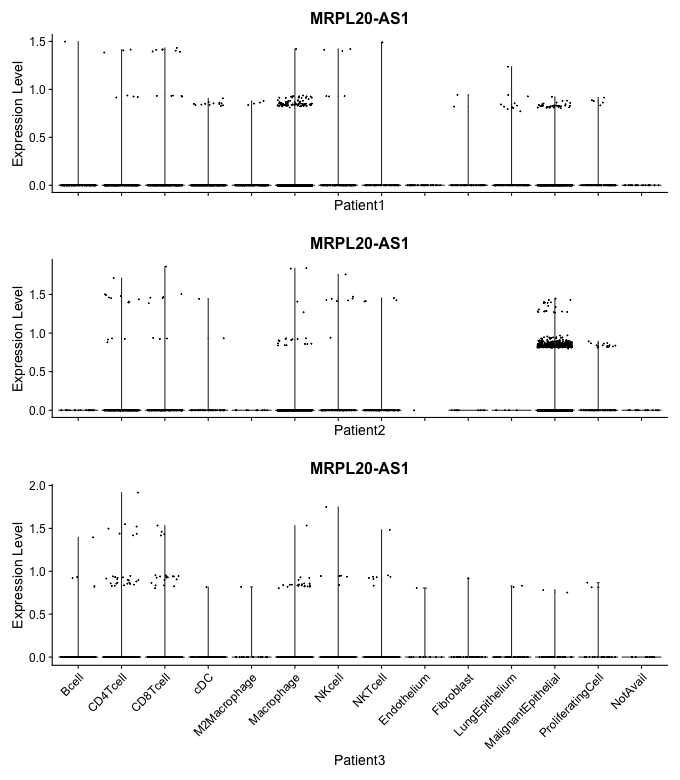 MRPL20-AS1
Expression Level
1.5
1.0
0.5
0.0
Patient1
MRPL20-AS1
Expression Level
1.5
1.0
0.5
0.0
Patient2
MRPL20-AS1
Expression Level
2.0
1.5
1.0
0.5
0.0
Bcell
CD4Tcell
CD8Tcell
cDC
M2Macrophage
Macrophage
NKcell
NKTcell
Endothelium
Fibroblast
LungEpithelium
MalignantEpithelial
ProliferatingCell
NotAvail
Patient3